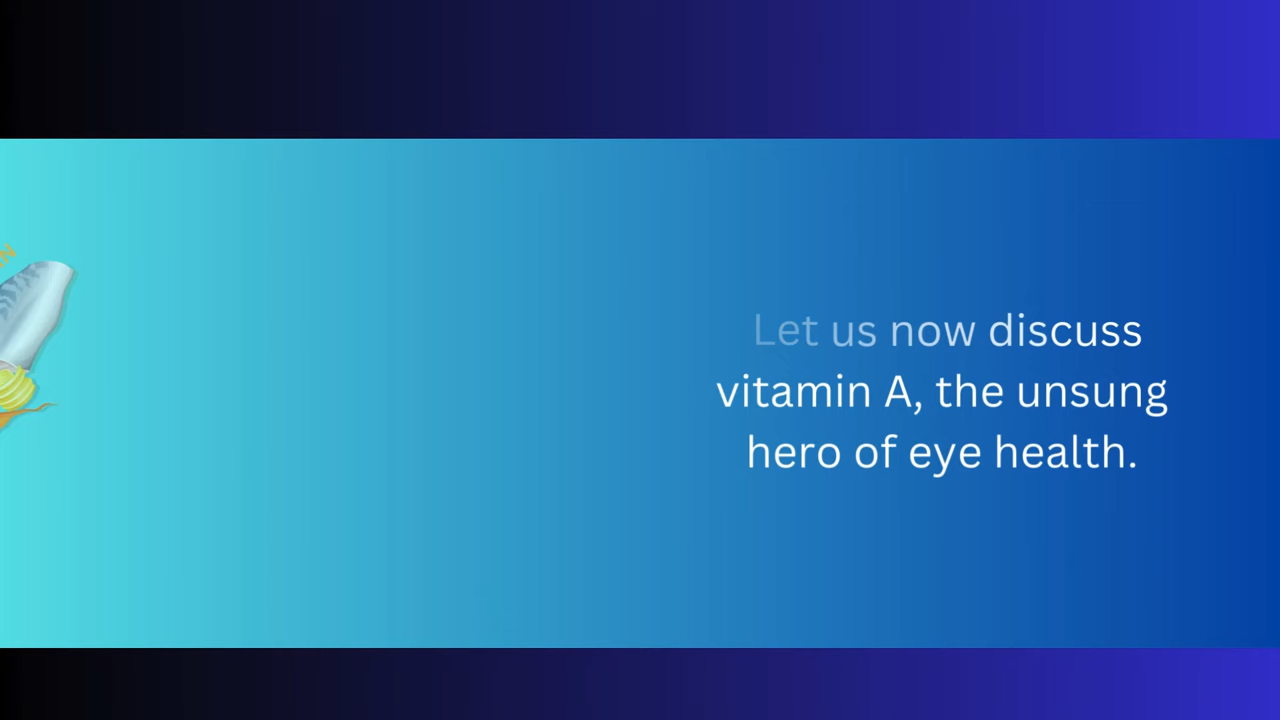 Let us now discuss
vitamin A, the unsung
hero of eye health.